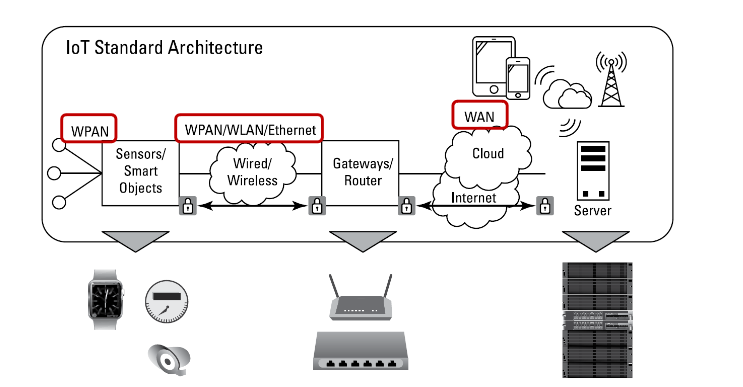 IoT Standard Architecture
WPAN
WPAN/WLAN/Ethernet
WAN
Sensors/
Smart
Objects
Wired/
Wireless
Gateways/
Router
Cloud
Internet
Server